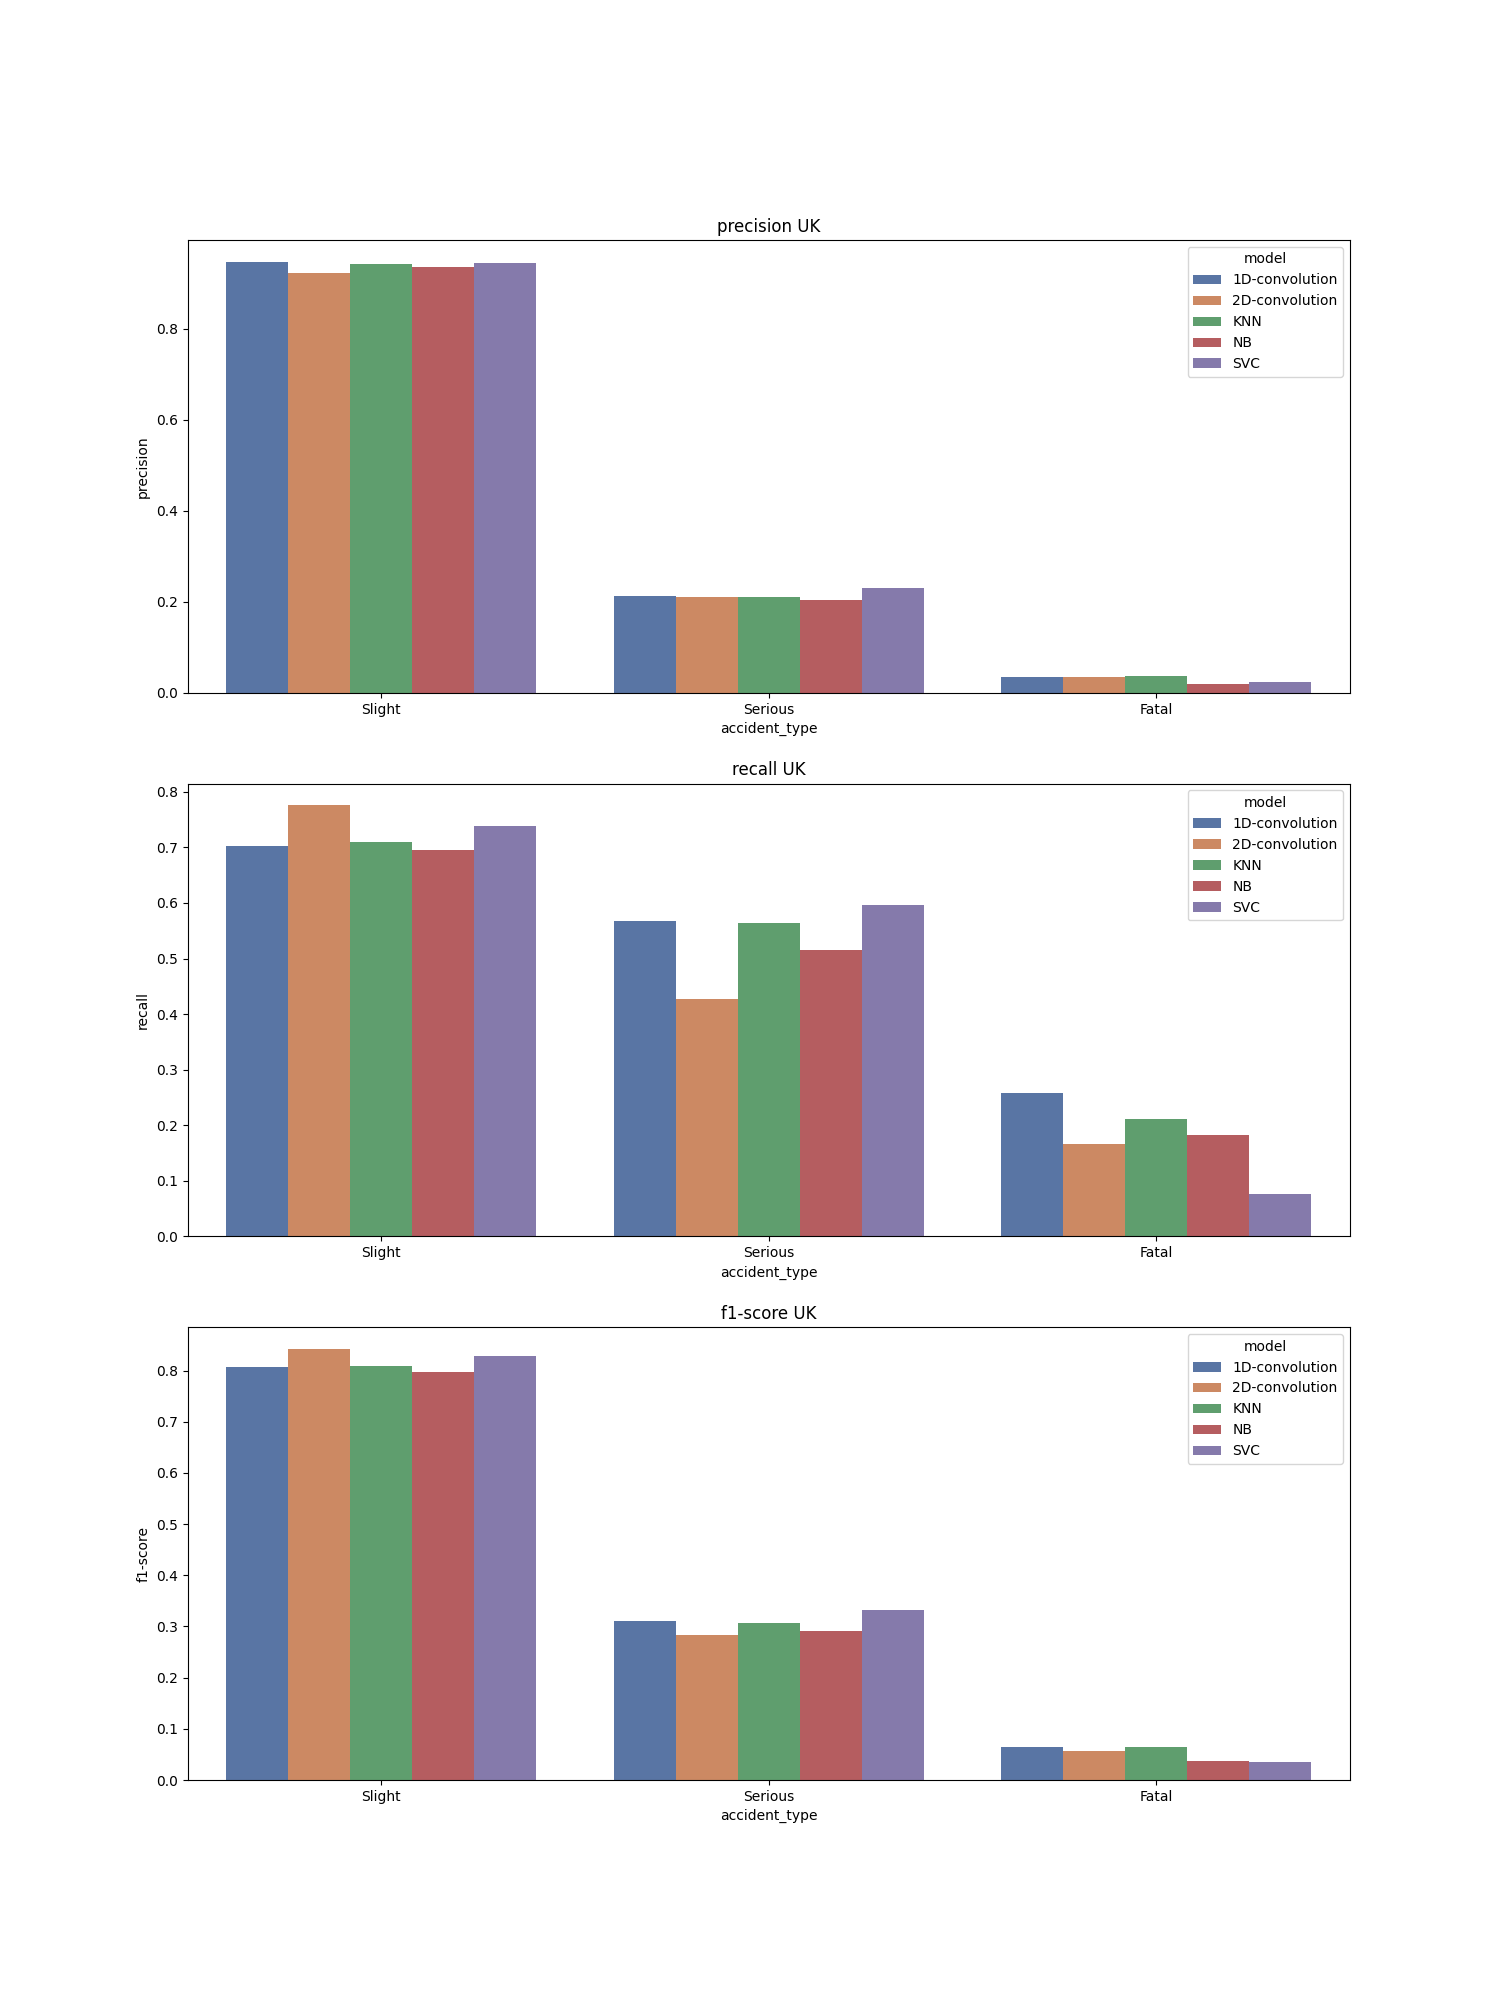 precision UK
model
1D-convolution
2D-convolution
KNN
NB
SVC
precision
0.8
0.6
0.4
0.2
0.0
Slight Serious Fatal
accident_type
recall UK
model
1D-convolution
2D-convolution
KNN
NB
SVC
recall
0.8
0.7
0.6
0.5
0.4
0.3
0.2
0.1
0.0
Slight Serious Fatal
accident_type
f1-score UK
model
1D-convolution
2D-convolution
KNN
NB
SVC
f1-score
0.8
0.7
0.6
0.5
0.4
0.3
0.2
0.1
0.0
Slight Serious Fatal
accident_type